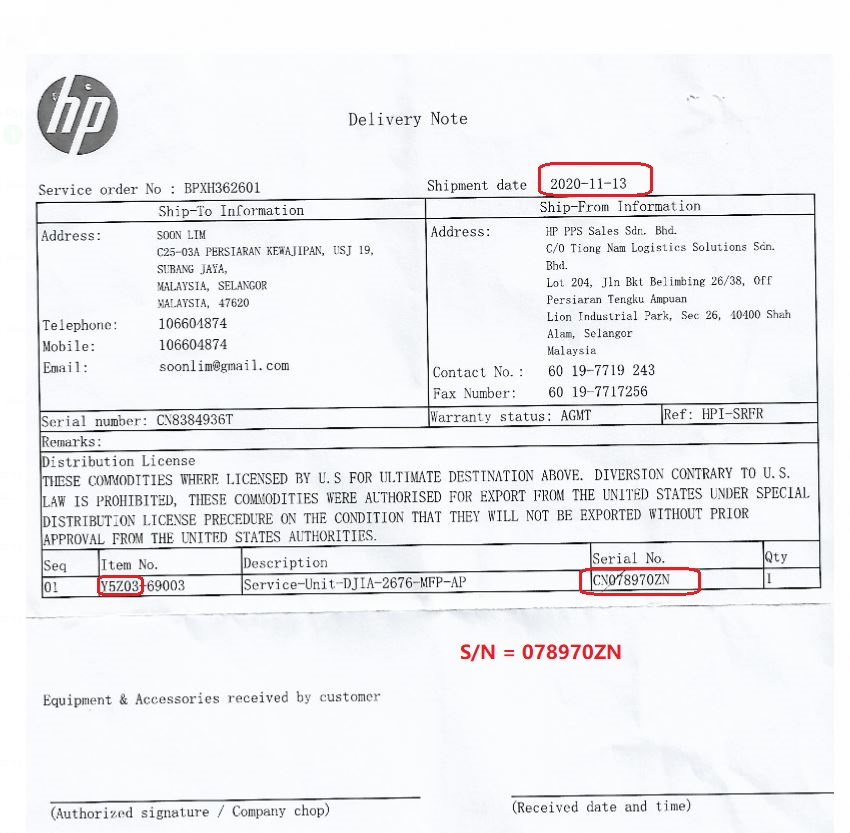 hp
Delivery Note
Service order No : BPXH362601
Shipment date 2020-11-13
Ship-To Information
Ship-From Information
Address: SOON LIM
C25-03A PERSIARAN KEWAJIPAN, USJ 19,
SUBANG JAYA,
MALAYSIA, SELANGOR
MALAYSIA, 47620
Telephone: 106604874
Mobile: 106604874
Email: soonlim@gmail.com
Address: HP PPS Sales Sdn. Bhd.
C/O Tiong Nam Logistics Solutions Sdn.
Bhd.
Lot 204, Jln Bkt Belimbing 26/38, Off
Persiaran Tengku Ampuan
Lion Industrial Park, Sec 26, 40400 Shah
Alam, Selangor
Malaysia
Contact No.: 60 19-7719 243
Fax Number: 60 19-7717256
Serial number: CN8384936T
Warranty status: AGMT
Ref: HPI-SRFR
Remarks:
Distribution License
THESE COMMODITIES WHERE LICENSED BY U.S FOR ULTIMATE DESTINATION ABOVE. DIVERSION CONTRARY TO U.S.
LAW IS PROHIBITED, THESE COMMODITIES WERE AUTHORISED FOR EXPORT FROM THE UNITED STATES UNDER SPECIAL
DISTRIBUTION LICENSE PRECEDURE ON THE CONDITION THAT THEY WILL NOT BE EXPORTED WITHOUT PRIOR
APPROVAL FROM THE UNITED STATES AUTHORITIES.
Seq Item No. Description Serial No. Qty
01 Y5Z03-69003 Service-Unit-DJIA-2676-MFP-AP CN078970ZN 1
S/N = 078970ZN
Equipment & Accessories received by customer
(Authorized signature / Company chop)
(Received date and time)